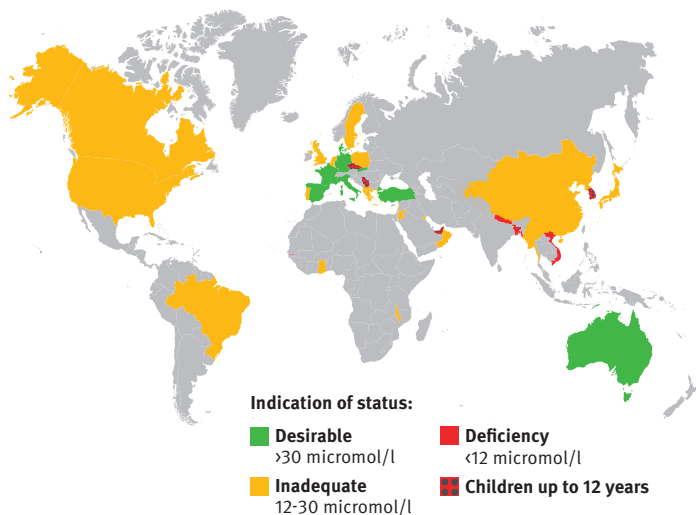 Indication of status:
Desirable
>30 micromol/l
Inadequate
12-30 micromol/l
Deficiency
<12 micromol/l
Children up to 12 years